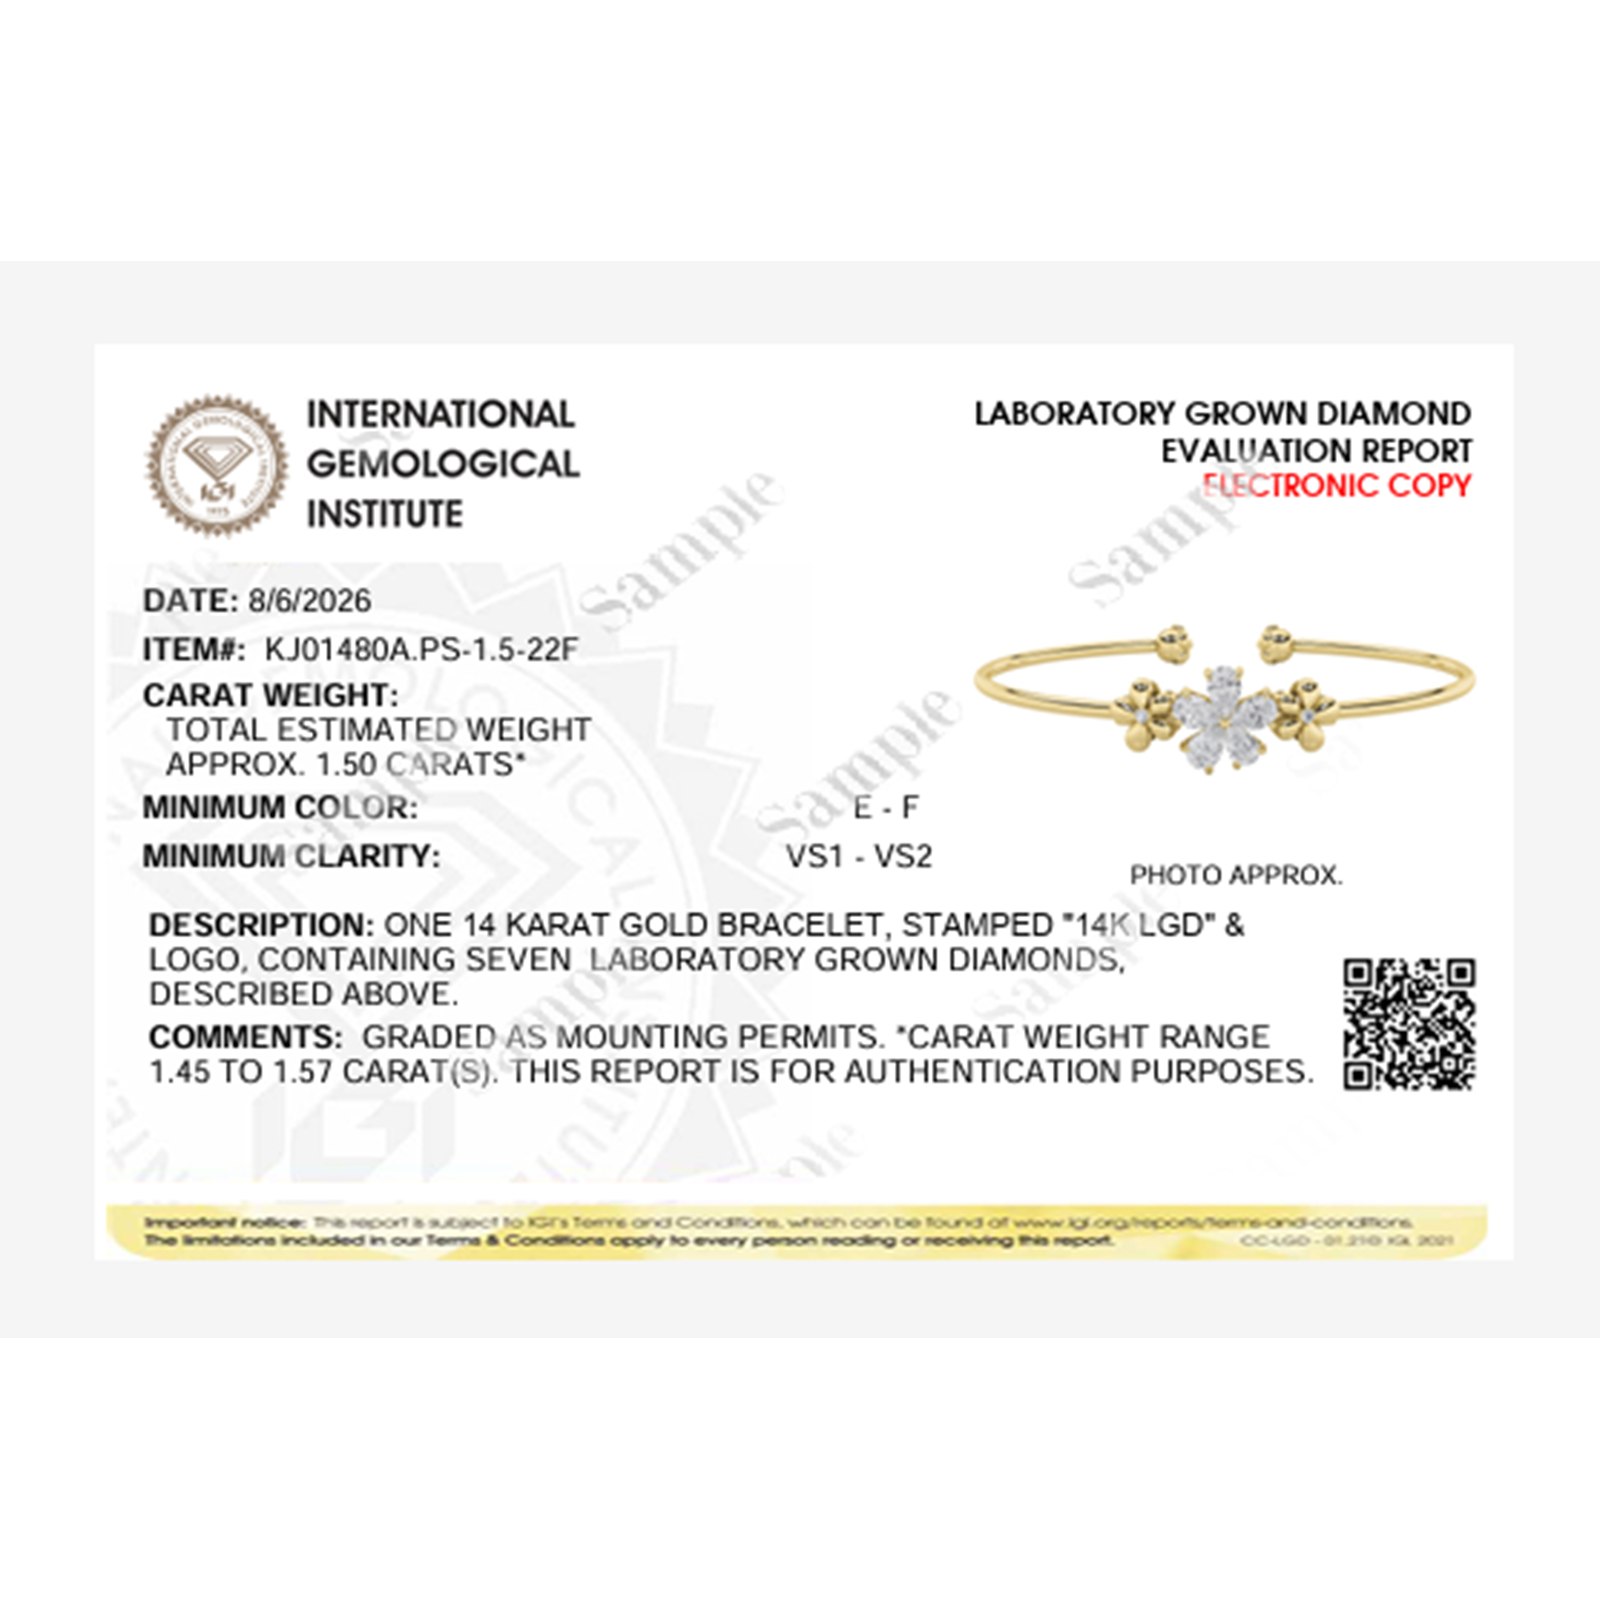 INTERNATIONAL
GEMOLOGICAL
INSTITUTE
LABORATORY GROWN DIAMOND
EVALUATION REPORT
ELECTRONIC COPY
DATE: 8/6/2026
ITEM#: KJ01480A.PS-1.5-22F
CARAT WEIGHT:
TOTAL ESTIMATED WEIGHT
APPROX. 1.50 CARATS*
MINIMUM COLOR: E - F
MINIMUM CLARITY: VS1 - VS2
PHOTO APPROX.
DESCRIPTION: ONE 14 KARAT GOLD BRACELET, STAMPED "14K LGD" &
LOGO, CONTAINING SEVEN LABORATORY GROWN DIAMONDS,
DESCRIBED ABOVE.
COMMENTS: GRADED AS MOUNTING PERMITS. *CARAT WEIGHT RANGE
1.45 TO 1.57 CARAT(S). THIS REPORT IS FOR AUTHENTICATION PURPOSES.
Important notice: This report is subject to IGI's Terms and Conditions, which can be found at www.igi.org/reports/terms-and-conditions.
The limitations included in our Terms & Conditions apply to every person reading or receiving this report.
Sample
Sample
Sample
Sample
Sample